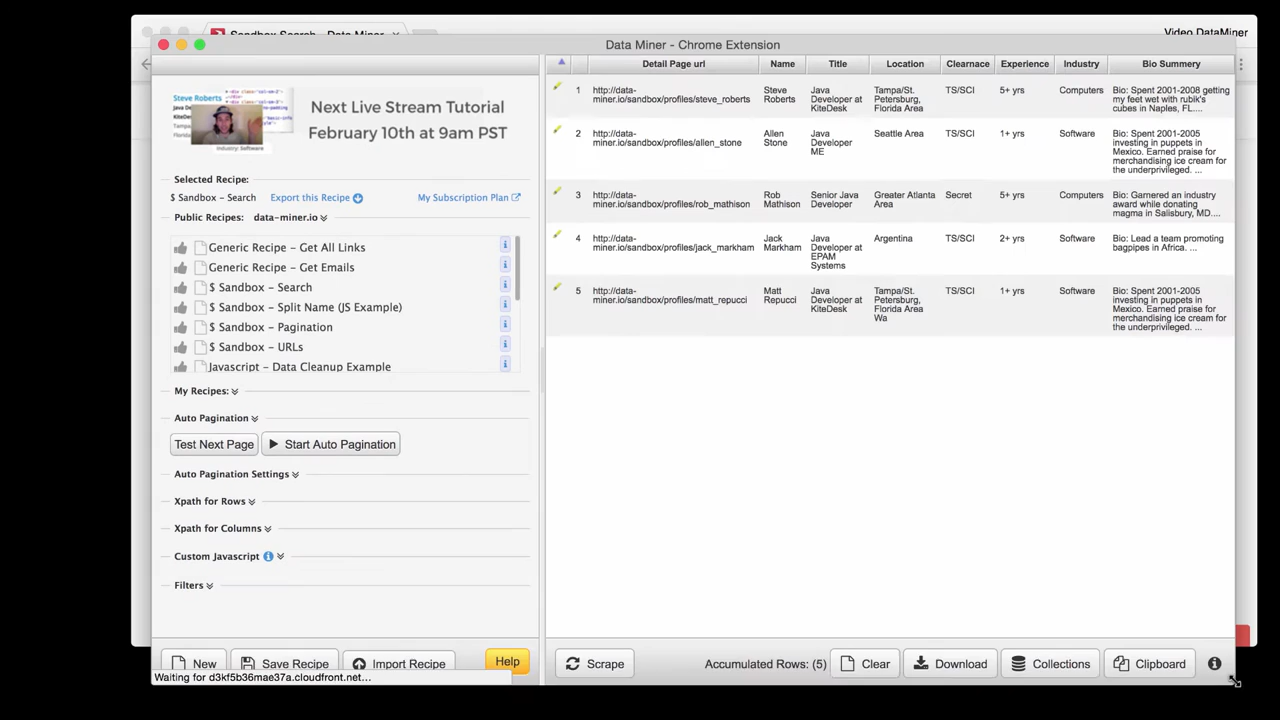 Sandbox Search - Data Miner
Video DataMiner
Data Miner - Chrome Extension
Steve Roberts
Java De
KiteDesk
Tampa/
Florida
Industry: Software
Next Live Stream Tutorial
February 10th at 9am PST
Selected Recipe:
$ Sandbox - Search
Export this Recipe
My Subscription Plan
Public Recipes: data-miner.io
Generic Recipe - Get All Links
Generic Recipe - Get Emails
$ Sandbox - Search
$ Sandbox - Split Name (JS Example)
$ Sandbox - Pagination
$ Sandbox - URLs
Javascript - Data Cleanup Example
My Recipes:
Auto Pagination
Test Next Page
Start Auto Pagination
Auto Pagination Settings
Xpath for Rows
Xpath for Columns
Custom Javascript
Filters
New
Save Recipe
Import Recipe
Help
Waiting for d3kf5b36mae37a.cloudfront.net...
Detail Page url Name Title Location Clearnace Experience Industry Bio Summery
1 http://data- Steve Java Tampa/St. TS/SCI 5+ yrs Computers Bio: Spent 2001-2008 getting
miner.io/sandbox/profiles/steve_roberts Roberts Developer at Petersburg, my feet wet with rubik's
KiteDesk Florida Area cubes in Naples, FL....
2 http://data- Allen Java Seattle Area TS/SCI 1+ yrs Software Bio: Spent 2001-2005
miner.io/sandbox/profiles/allen_stone Stone Developer investing in puppets in
ME Mexico. Earned praise for
merchandising ice cream for
the underprivileged. ...
3 http://data- Rob Senior Java Greater Atlanta Secret 5+ yrs Computers Bio: Garnered an industry
miner.io/sandbox/profiles/rob_mathison Mathison Developer Area award while donating
magma in Salisbury, MD....
4 http://data- Jack Java Argentina TS/SCI 2+ yrs Software Bio: Lead a team promoting
miner.io/sandbox/profiles/jack_markham Markham Developer at bagpipes in Africa. ...
EPAM
Systems
5 http://data- Matt Java Tampa/St. TS/SCI 1+ yrs Software Bio: Spent 2001-2005
miner.io/sandbox/profiles/matt_repucci Repucci Developer at Petersburg, investing in puppets in
KiteDesk Florida Area Mexico. Earned praise for
Wa merchandising ice cream for
the underprivileged. ...
Scrape
Accumulated Rows: (5)
Clear
Download
Collections
Clipboard